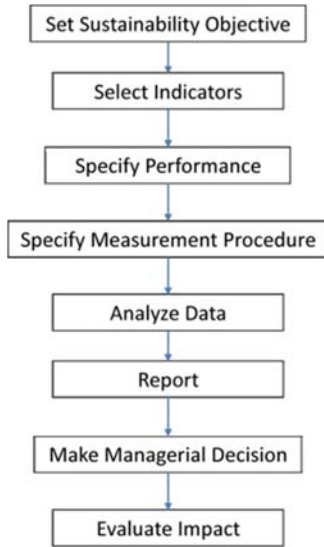 Set Sustainability Objective
Select Indicators
Specify Performance
Specify Measurement Procedure
Analyze Data
Report
Make Managerial Decision
Evaluate Impact